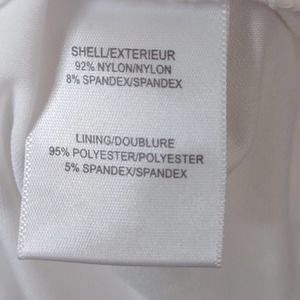 SHELL/EXTERIEUR
92% NYLON/NYLON
8% SPANDEX/SPANDEX
LINING/DOUBLURE
95% POLYESTER/POLYESTER
5% SPANDEX/SPANDEX